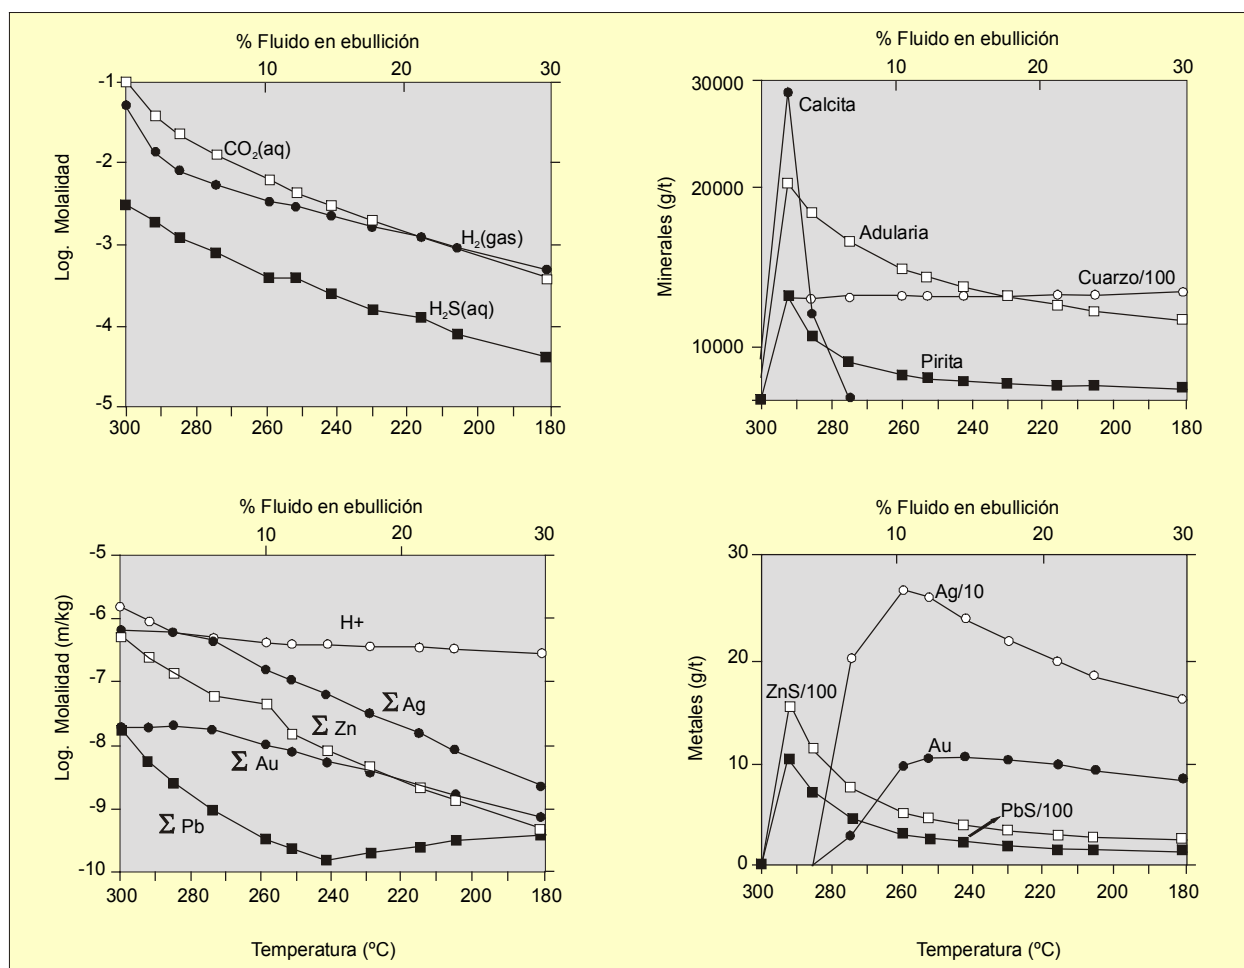 % Fluido en ebullición
10 20 30
-1
-2
-3
-4
-5
Log. Molalidad
CO2(aq)
H2(gas)
H2S(aq)
300 280 260 240 220 200 180
% Fluido en ebullición
10 20 30
30000
20000
10000
Minerales (g/t)
Calcita
Adularia
Cuarzo/100
Pirita
300 280 260 240 220 200 180
% Fluido en ebullición
10 20 30
-5
-6
-7
-8
-9
-10
Log. Molalidad (m/kg)
H+
Σ Ag
Σ Zn
Σ Au
Σ Pb
300 280 260 240 220 200 180
Temperatura (ºC)
% Fluido en ebullición
10 20 30
30
20
10
0
Metales (g/t)
Ag/10
ZnS/100
Au
PbS/100
300 280 260 240 220 200 180
Temperatura (ºC)